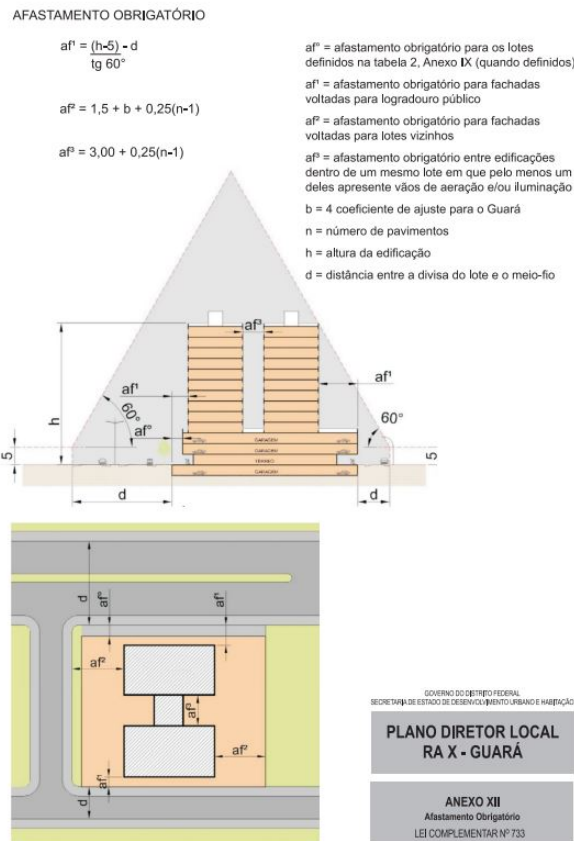 AFASTAMENTO OBRIGATÓRIO
af¹ = (h-5) - d
tg 60°
af² = 1,5 + b + 0,25(n-1)
af³ = 3,00 + 0,25(n-1)
af° = afastamento obrigatório para os lotes
definidos na tabela 2, Anexo IX (quando definidos)
af¹ = afastamento obrigatório para fachadas
voltadas para logradouro público
af² = afastamento obrigatório para fachadas
voltadas para lotes vizinhos
af³ = afastamento obrigatório entre edificações
dentro de um mesmo lote em que pelo menos um
deles apresente vãos de aeração e/ou iluminação
b = 4 coeficiente de ajuste para o Guará
n = número de pavimentos
h = altura da edificação
d = distância entre a divisa do lote e o meio-fio
af³
af¹
af¹
h
60°
af°
60°
GARAGEM
GARAGEM
TÉRREO
GARAGEM
5
5
d
d
d
af°
af¹
af²
af³
af²
af¹
d
GOVERNO DO DISTRITO FEDERAL
SECRETARIA DE ESTADO DE DESENVOLVIMENTO URBANO E HABITAÇÃO
PLANO DIRETOR LOCAL
RA X - GUARÁ
ANEXO XII
Afastamento Obrigatório
LEI COMPLEMENTAR Nº 733